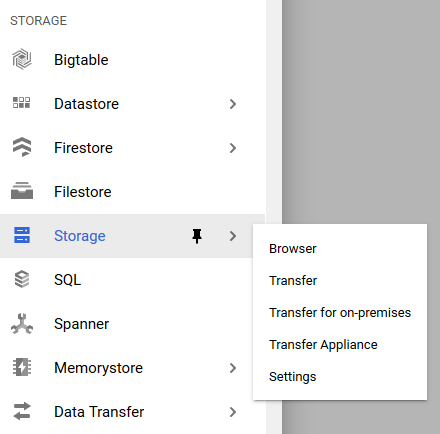 STORAGE
Bigtable
Datastore
Firestore
Filestore
Storage
SQL
Spanner
Memorystore
Data Transfer
Browser
Transfer
Transfer for on-premises
Transfer Appliance
Settings